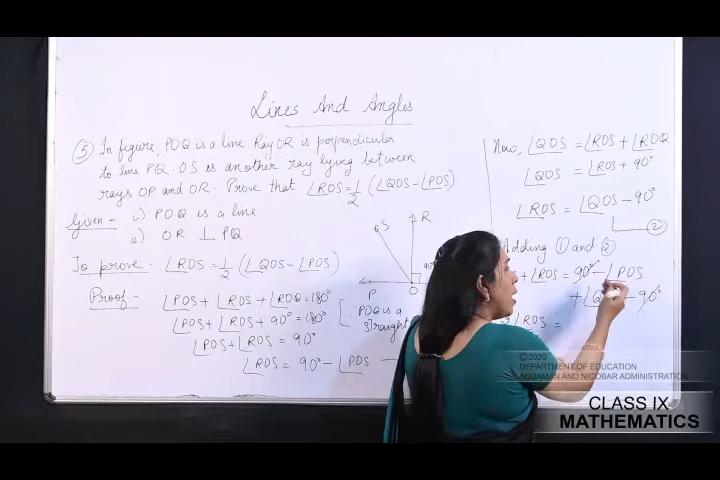 Lines And Angles
5 In figure, POQ is a line Ray OR is perpendicular
to line PQ. OS is another ray lying between
rays OP and OR. Prove that ∠ROS = 1/2 (∠QOS – ∠POS)
Given – i) POQ is a line
ii) OR ⊥ PQ
To prove – ∠ROS = 1/2 (∠QOS – ∠POS)
Proof – ∠POS + ∠ROS + ∠ROQ = 180° [∵ POQ is a
straight
∠POS + ∠ROS + 90° = 180°
∠POS + ∠ROS = 90°
∠ROS = 90° – ∠POS —
S
R
90°
P
O
Now, ∠QOS = ∠ROS + ∠ROQ
∠QOS = ∠ROS + 90°
∠ROS = ∠QOS – 90°
2
Adding 1 and 2
+ ∠ROS = 90° – ∠POS
+ ∠Q – 90°
2∠ROS =
©2020
DEPARTMENT OF EDUCATION
ANDAMAN AND NICOBAR ADMINISTRATION
CLASS IX
MATHEMATICS